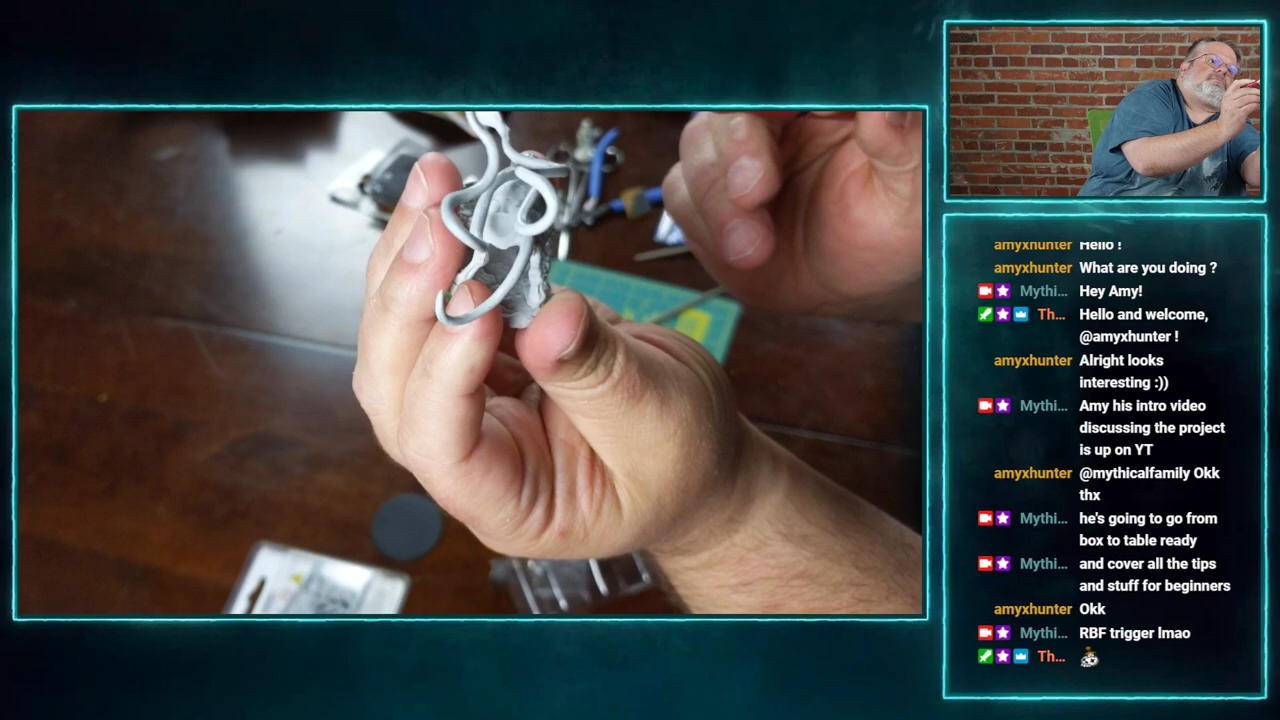 amyxhunter Hello !
amyxhunter What are you doing ?
Mythi... Hey Amy!
Th... Hello and welcome,
@amyxhunter !
amyxhunter Alright looks
interesting :))
Mythi... Amy his intro video
discussing the project
is up on YT
amyxhunter @mythicalfamily Okk
thx
Mythi... he's going to go from
box to table ready
Mythi... and cover all the tips
and stuff for beginners
amyxhunter Okk
Mythi... RBF trigger lmao
Th...